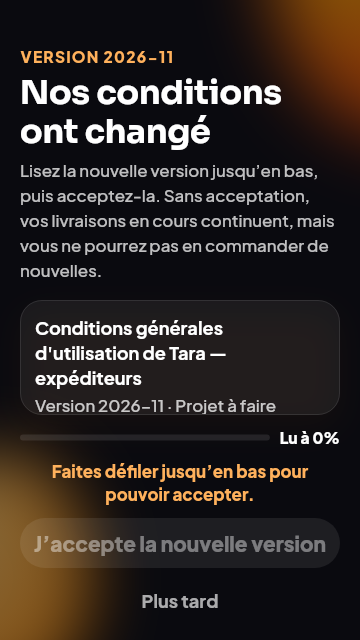 VERSION 2026-11
Nos conditions
ont changé
Lisez la nouvelle version jusqu’en bas,
puis acceptez-la. Sans acceptation,
vos livraisons en cours continuent, mais
vous ne pourrez pas en commander de
nouvelles.
Conditions générales
d'utilisation de Tara —
expéditeurs
Version 2026-11 · Projet à faire
Lu à 0%
Faites défiler jusqu’en bas pour
pouvoir accepter.
J’accepte la nouvelle version
Plus tard